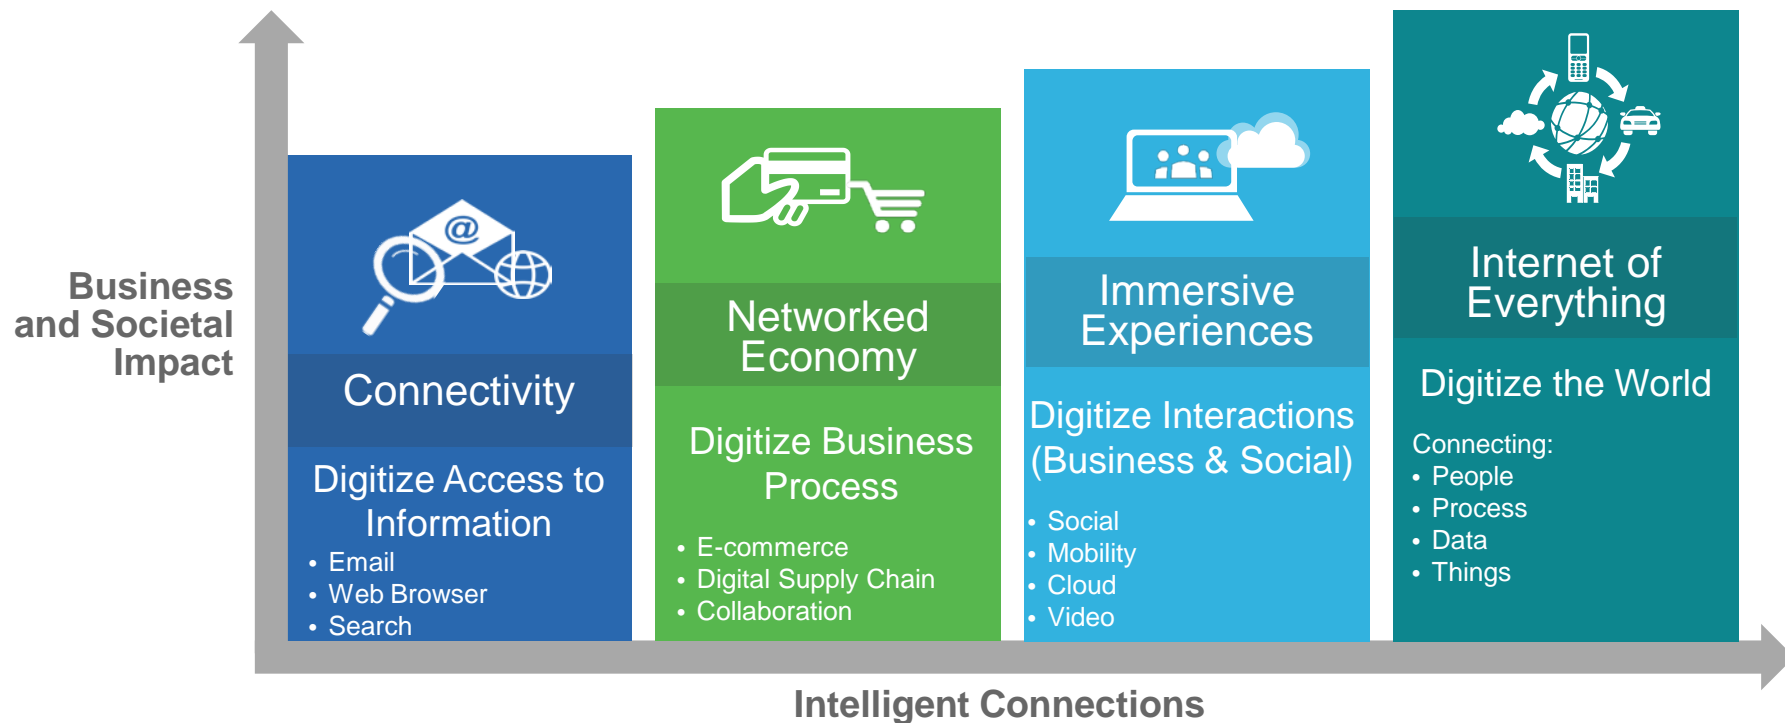 Business
and Societal
Impact
Connectivity
Digitize Access to
Information
• Email
• Web Browser
• Search
Networked
Economy
Digitize Business
Process
• E-commerce
• Digital Supply Chain
• Collaboration
Immersive
Experiences
Digitize Interactions
(Business & Social)
• Social
• Mobility
• Cloud
• Video
Internet of
Everything
Digitize the World
Connecting:
• People
• Process
• Data
• Things
Intelligent Connections
@